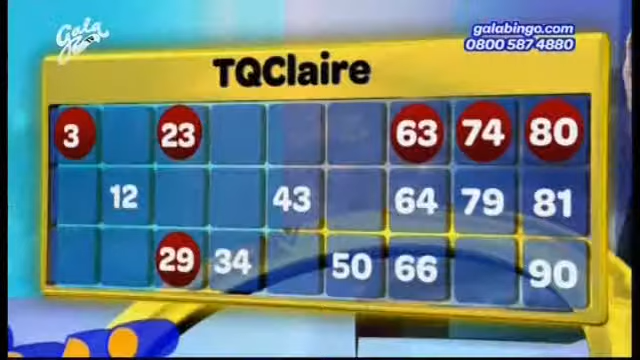 Gala
galabingo.com
0800 587 4880
TQClaire
3 23 63 74 80
12 43 64 79 81
29 34 50 66 90